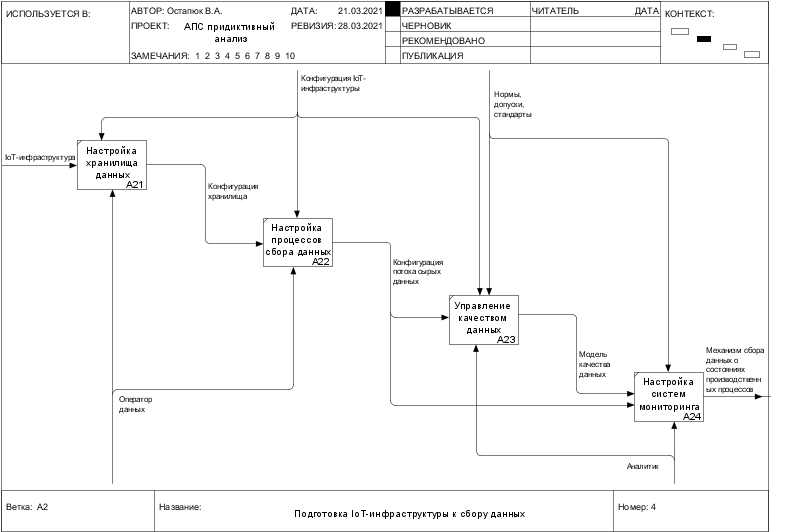 ИСПОЛЬЗУЕТСЯ В:
АВТОР: Остапюк В.А.
ДАТА: 21.03.2021
РАЗРАБАТЫВАЕТСЯ
ЧИТАТЕЛЬ
ДАТА
КОНТЕКСТ:
ПРОЕКТ: АПС придиктивный
анализ
РЕВИЗИЯ: 28.03.2021
ЧЕРНОВИК
РЕКОМЕНДОВАНО
ЗАМЕЧАНИЯ: 1 2 3 4 5 6 7 8 9 10
ПУБЛИКАЦИЯ
Конфигурация IoT-
инфраструктуры
Нормы,
допуски,
стандарты
IoT-инфраструктура
Настройка
хранилища
данных
A21
Конфигурация
хранилища
Настройка
процессов
сбора данных
A22
Конфигурация
потока сырых
данных
Управление
качеством
данных
A23
Модель
качества
данных
Механизм сбора
данных о
состояниях
производственн
ых процессов
Настройка
систем
мониторинга
A24
Оператор
данных
Аналитик
Ветка: A2
Название:
Подготовка IoT-инфраструктуры к сбору данных
Номер: 4